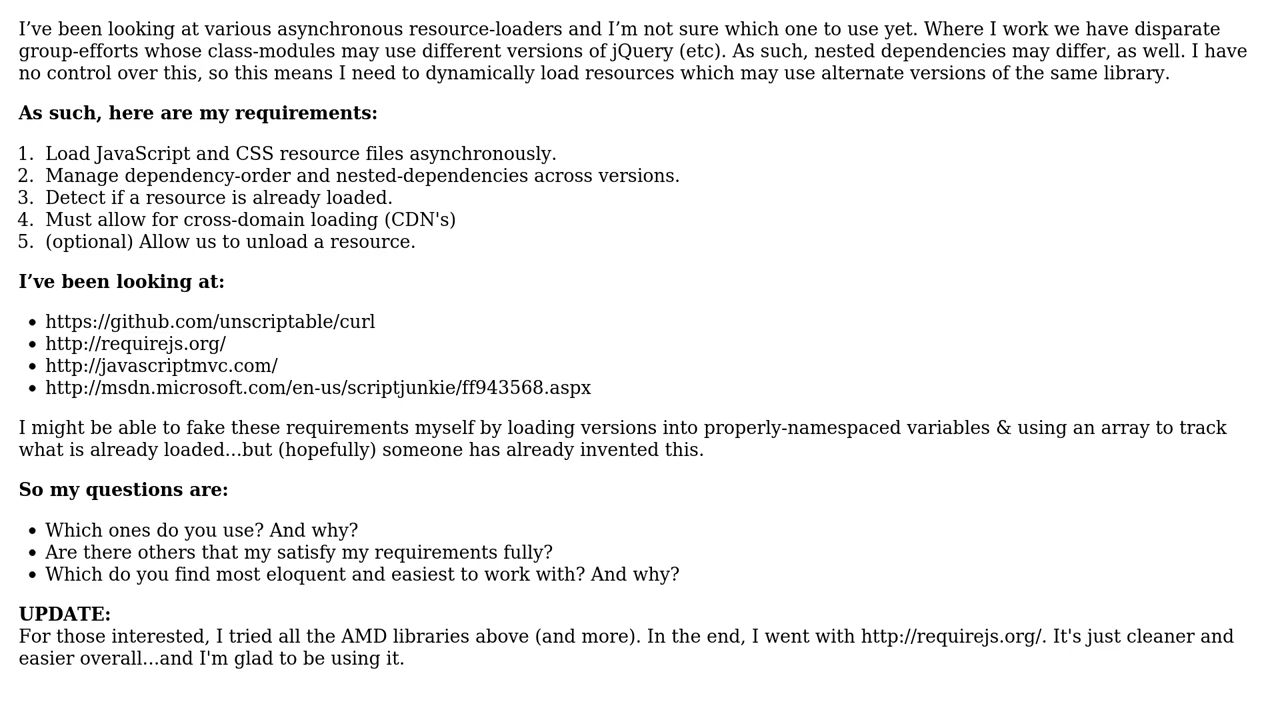 I’ve been looking at various asynchronous resource-loaders and I’m not sure which one to use yet. Where I work we have disparate
group-efforts whose class-modules may use different versions of jQuery (etc). As such, nested dependencies may differ, as well. I have
no control over this, so this means I need to dynamically load resources which may use alternate versions of the same library.
As such, here are my requirements:
1. Load JavaScript and CSS resource files asynchronously.
2. Manage dependency-order and nested-dependencies across versions.
3. Detect if a resource is already loaded.
4. Must allow for cross-domain loading (CDN's)
5. (optional) Allow us to unload a resource.
I’ve been looking at:
• https://github.com/unscriptable/curl
• http://requirejs.org/
• http://javascriptmvc.com/
• http://msdn.microsoft.com/en-us/scriptjunkie/ff943568.aspx
I might be able to fake these requirements myself by loading versions into properly-namespaced variables & using an array to track
what is already loaded...but (hopefully) someone has already invented this.
So my questions are:
• Which ones do you use? And why?
• Are there others that my satisfy my requirements fully?
• Which do you find most eloquent and easiest to work with? And why?
UPDATE:
For those interested, I tried all the AMD libraries above (and more). In the end, I went with http://requirejs.org/. It's just cleaner and
easier overall...and I'm glad to be using it.